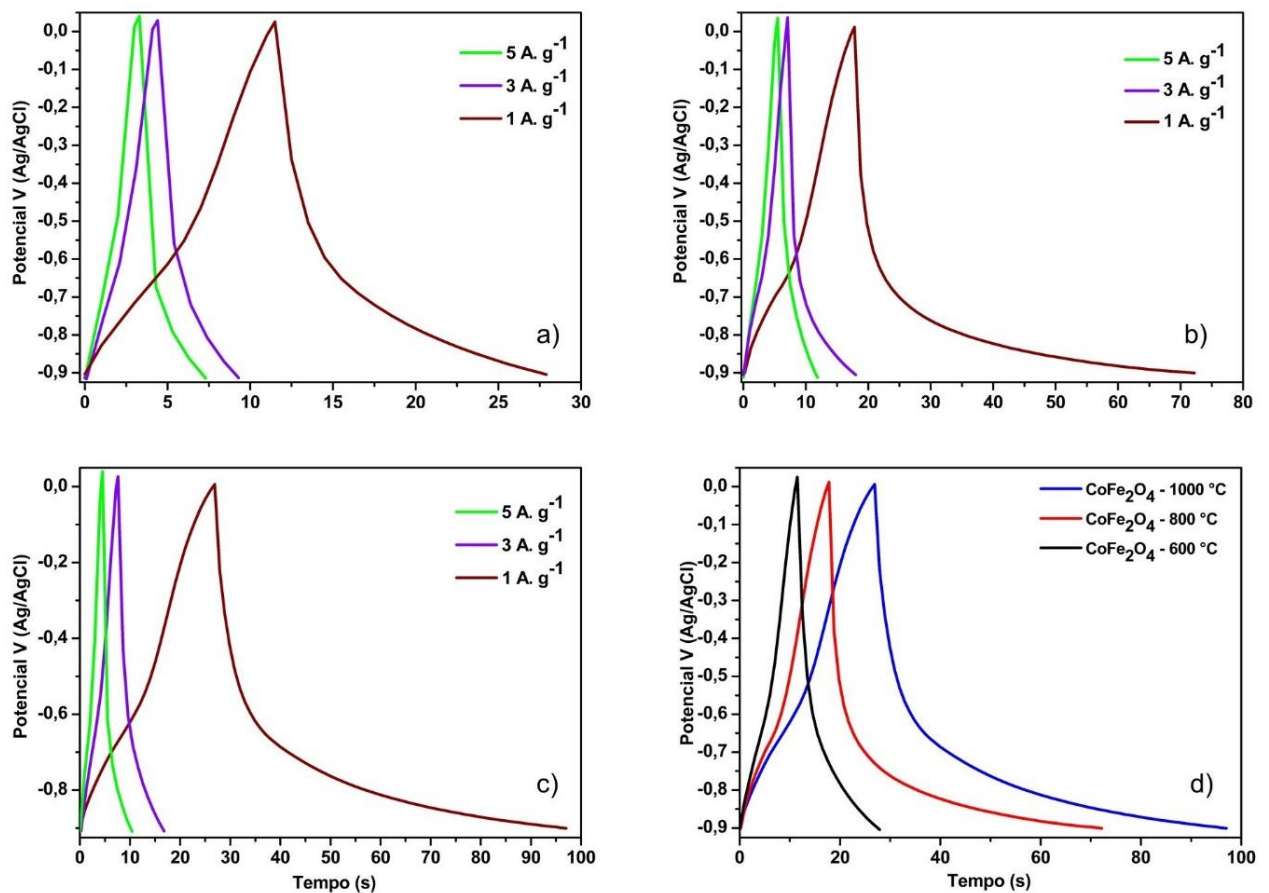 0,0
-0,1
-0,2
-0,3
-0,4
-0,5
-0,6
-0,7
-0,8
-0,9
Potencial V (Ag/AgCl)
5 A. g⁻¹
3 A. g⁻¹
1 A. g⁻¹
a)
0 5 10 15 20 25 30
Tempo (s)
0,0
-0,1
-0,2
-0,3
-0,4
-0,5
-0,6
-0,7
-0,8
-0,9
Potencial V (Ag/AgCl)
5 A. g⁻¹
3 A. g⁻¹
1 A. g⁻¹
b)
0 10 20 30 40 50 60 70 80
Tempo (s)
0,0
-0,2
-0,4
-0,6
-0,8
Potencial V (Ag/AgCl)
5 A. g⁻¹
3 A. g⁻¹
1 A. g⁻¹
c)
0 10 20 30 40 50 60 70 80 90 100
Tempo (s)
0,0
-0,1
-0,2
-0,3
-0,4
-0,5
-0,6
-0,7
-0,8
-0,9
Potencial V (Ag/AgCl)
CoFe₂O₄ - 1000 °C
CoFe₂O₄ - 800 °C
CoFe₂O₄ - 600 °C
d)
0 20 40 60 80 100
Tempo (s)